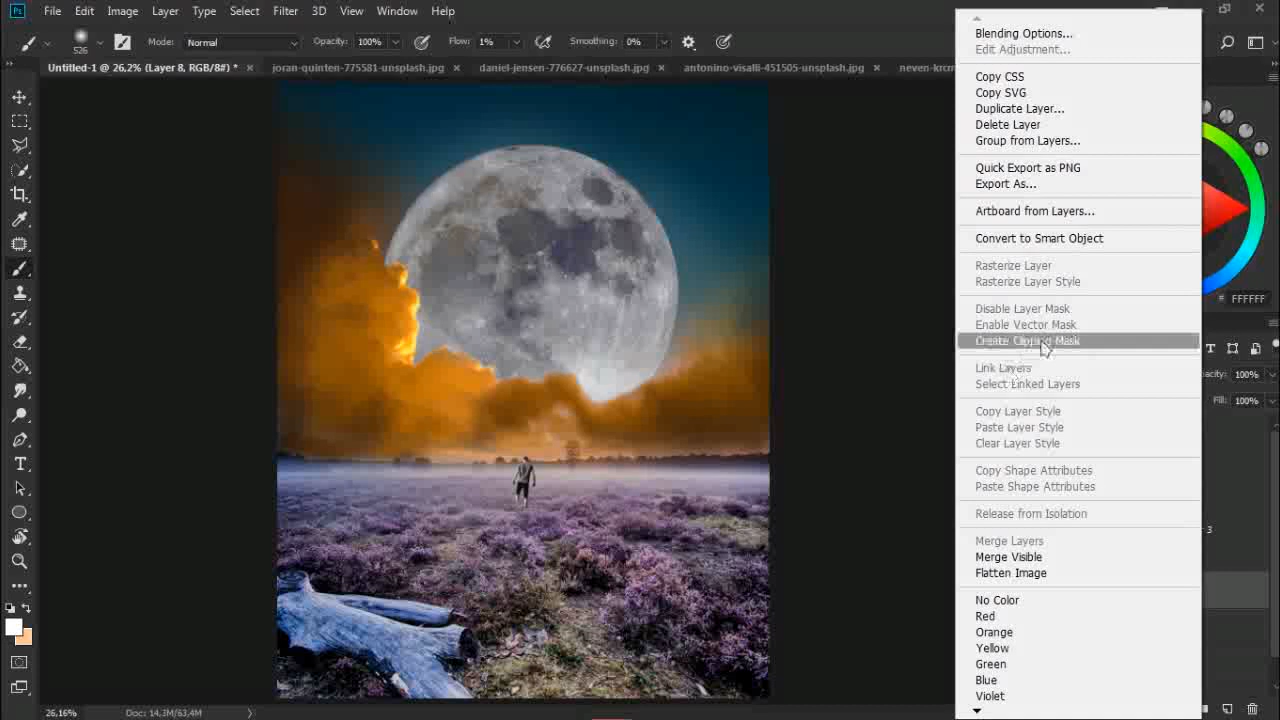 Ps File Edit Image Layer Type Select Filter 3D View Window Help
526 Mode: Normal Opacity: 100% Flow: 1% Smoothing: 0%
Untitled-1 @ 26,2% (Layer 8, RGB/8#) * × joran-quinten-775581-unsplash.jpg × daniel-jensen-776627-unsplash.jpg × antonino-visalli-451505-unsplash.jpg × neven-krcm
Blending Options...
Edit Adjustment...
Copy CSS
Copy SVG
Duplicate Layer...
Delete Layer
Group from Layers...
Quick Export as PNG
Export As...
Artboard from Layers...
Convert to Smart Object
Rasterize Layer
Rasterize Layer Style
FFFFFF
Disable Layer Mask
Enable Vector Mask
Create Clipping Mask
Link Layers
pacity: 100%
Select Linked Layers
Fill: 100%
Copy Layer Style
Paste Layer Style
Clear Layer Style
Copy Shape Attributes
Paste Shape Attributes
Release from Isolation
3
Merge Layers
Merge Visible
Flatten Image
No Color
Red
Orange
Yellow
Green
Blue
Violet
26,16% Doc: 14,3M/63,4M